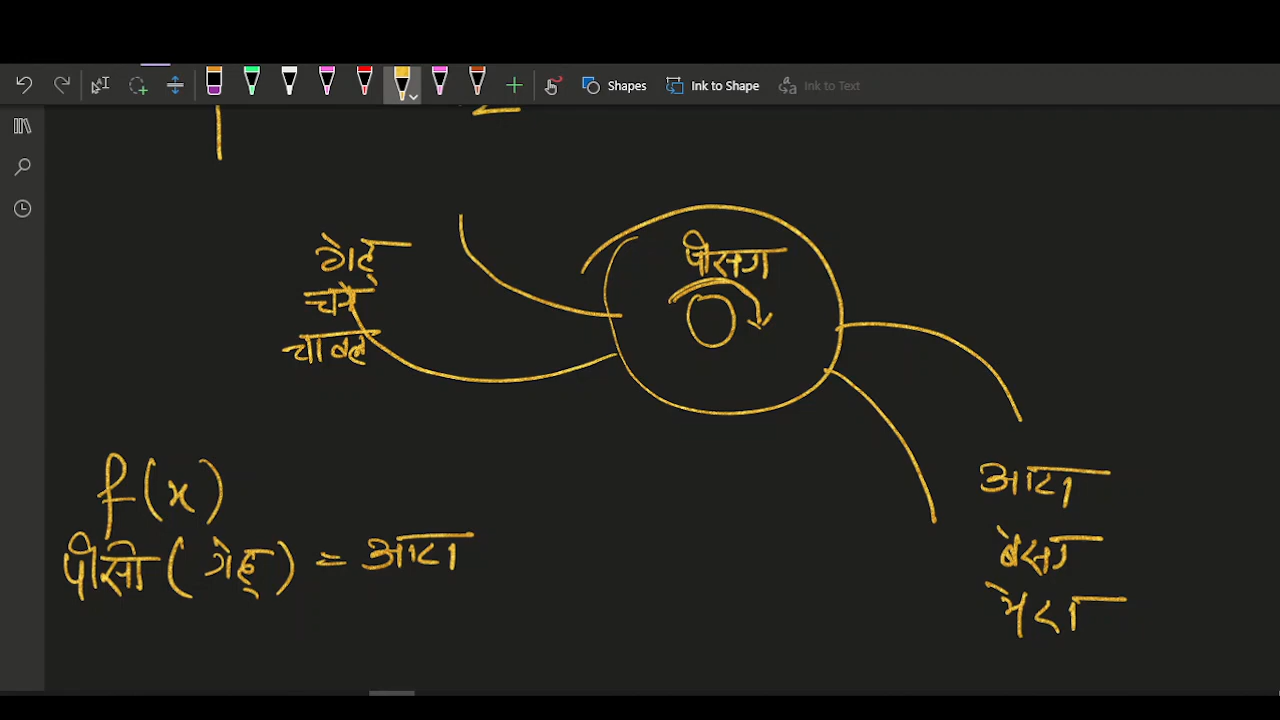 Shapes
Ink to Shape
Ink to Text
गेहू
चने
चावल
पीसना
f(x)
पीसो (गेहू) = आटा
आटा
बेसन
मैदा